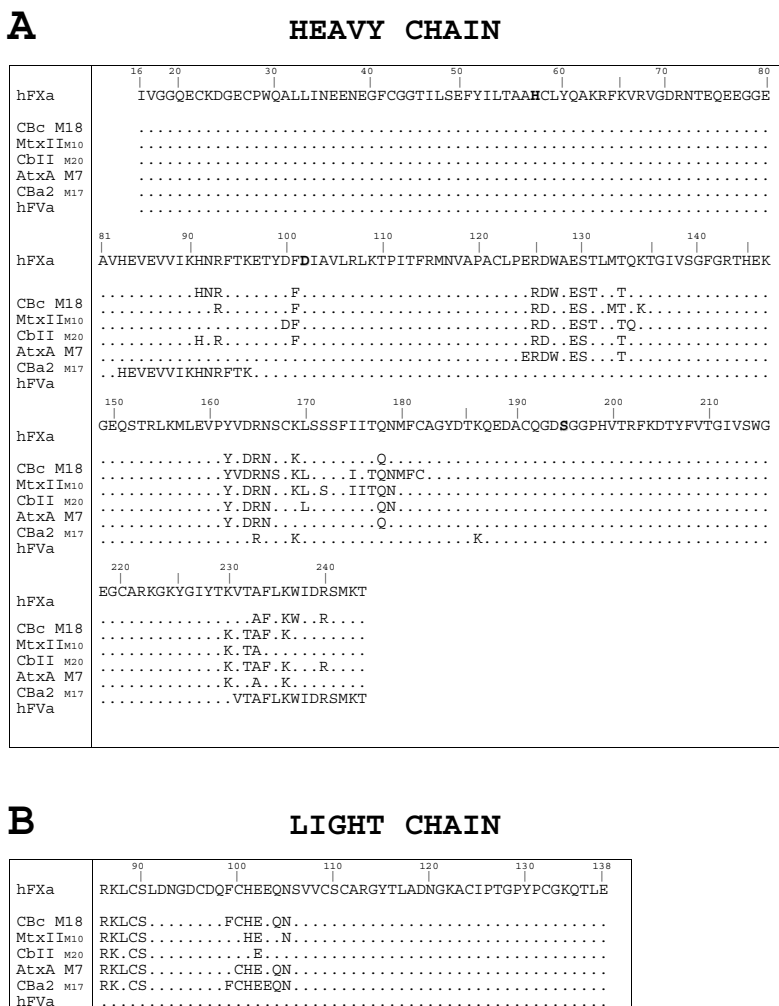 A HEAVY CHAIN
16 20 30 40 50 60 70 80
hFXa IVGGQECKDGECPWQALLINEENEGFCGGTILSEFYILTAAHCLYQAKRFKVRVGDRNTEQEEGGE
CBc M18 ..................................................................
MtxII M10 ..................................................................
CbII M20 ..................................................................
AtxA M7 ..................................................................
CBa2 M17 ..................................................................
hFVa ..................................................................
81 90 100 110 120 130 140
hFXa AVHEVEVVIKHNRFTKETYDFDIAVLRLKTPITFRMNVAPACLPERDWAESTLMTQKTGIVSGFGRTHEK
CBc M18 ..........HNR.......F........................RDW.EST..T...............
MtxII M10 ............R.......F........................RD..ES..MT.K.............
CbII M20 ...................DF........................RD..EST..TQ..............
AtxA M7 ..........H.R.......F........................RD..ES...T...............
CBa2 M17 ............................................ERDW.ES...T...............
hFVa ..HEVEVVIKHNRFTK......................................................
150 160 170 180 190 200 210
hFXa GEQSTRLKMLEVPYVDRNSCKLSSSFIITQNMFCAGYDTKQEDACQGDSGGPHVTRFKDTYFVTGIVSWG
CBc M18 .............Y.DRN..K........Q........................................
MtxII M10 .............YVDRNS.KL....I.TQNMFC....................................
CbII M20 .............Y.DRN..KL.S..IITQN.......................................
AtxA M7 .............Y.DRN...L.......QN.......................................
CBa2 M17 .............Y.DRN...........Q........................................
hFVa ................R...K..................K..............................
220 230 240
hFXa EGCARKGKYGIYTKVTAFLKWIDRSMKT
CBc M18 ................AF.KW..R....
MtxII M10 .............K.TAF.K........
CbII M20 .............K.TA...........
AtxA M7 .............K.TAF.K...R....
CBa2 M17 .............K..A..K........
hFVa ..............VTAFLKWIDRSMKT
B LIGHT CHAIN
90 100 110 120 130 138
hFXa RKLCSLDNGDCDQFCHEEQNSVVCSCARGYTLADNGKACIPTGPYPCGKQTLE
CBc M18 RKLCS........FCHE.QN.................................
MtxII M10 RKLCS..........HE..N.................................
CbII M20 RK.CS...........E....................................
AtxA M7 RKLCS.........CHE.QN.................................
CBa2 M17 RK.CS........FCHEEQN.................................
hFVa .....................................................